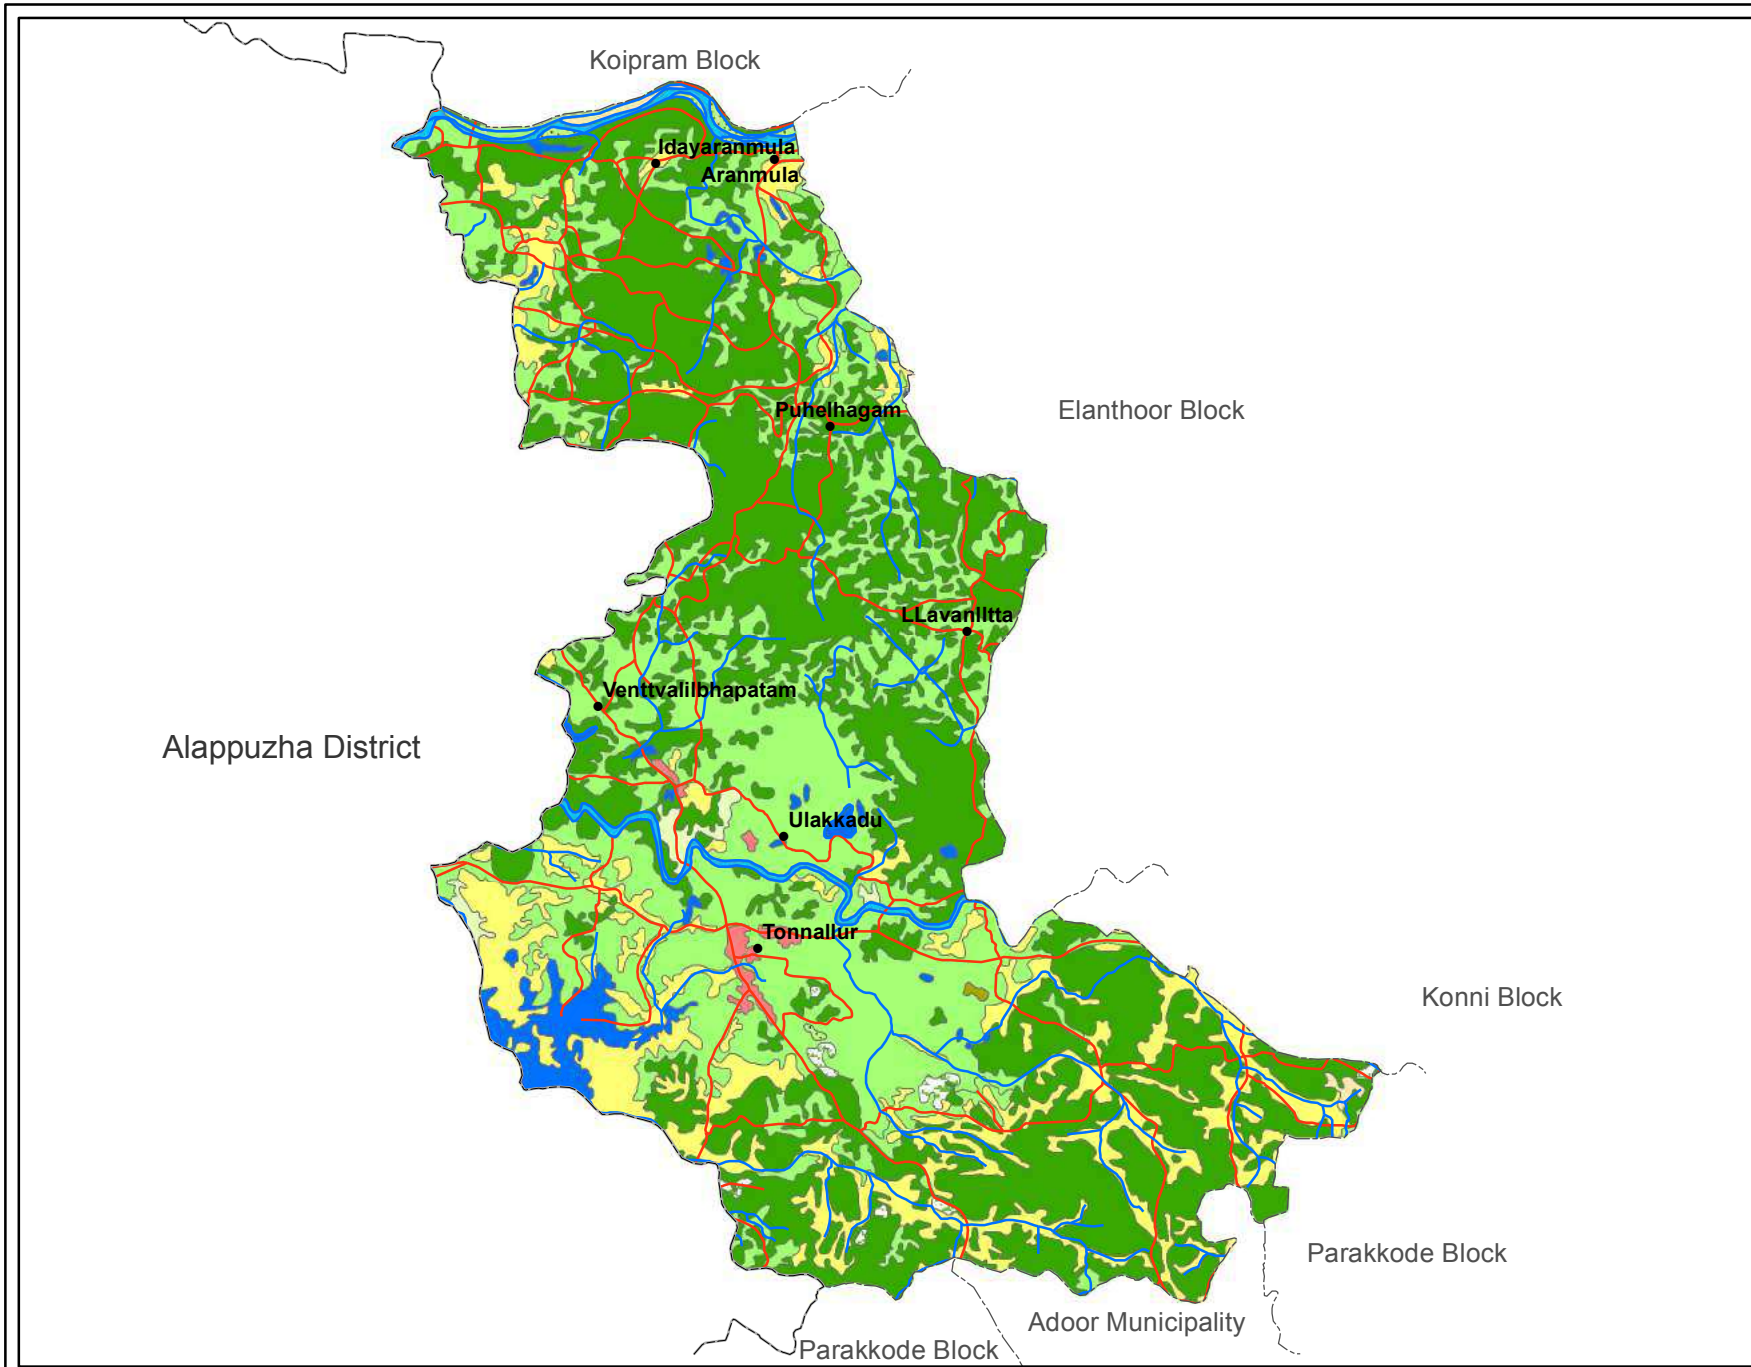 Koipram Block
Idayaranmula
Aranmula
Elanthoor Block
Puhelhagam
LLavanIItta
Venttvalilbhapatam
Alappuzha District
Ulakkadu
Tonnallur
Konni Block
Parakkode Block
Adoor Municipality
Parakkode Block